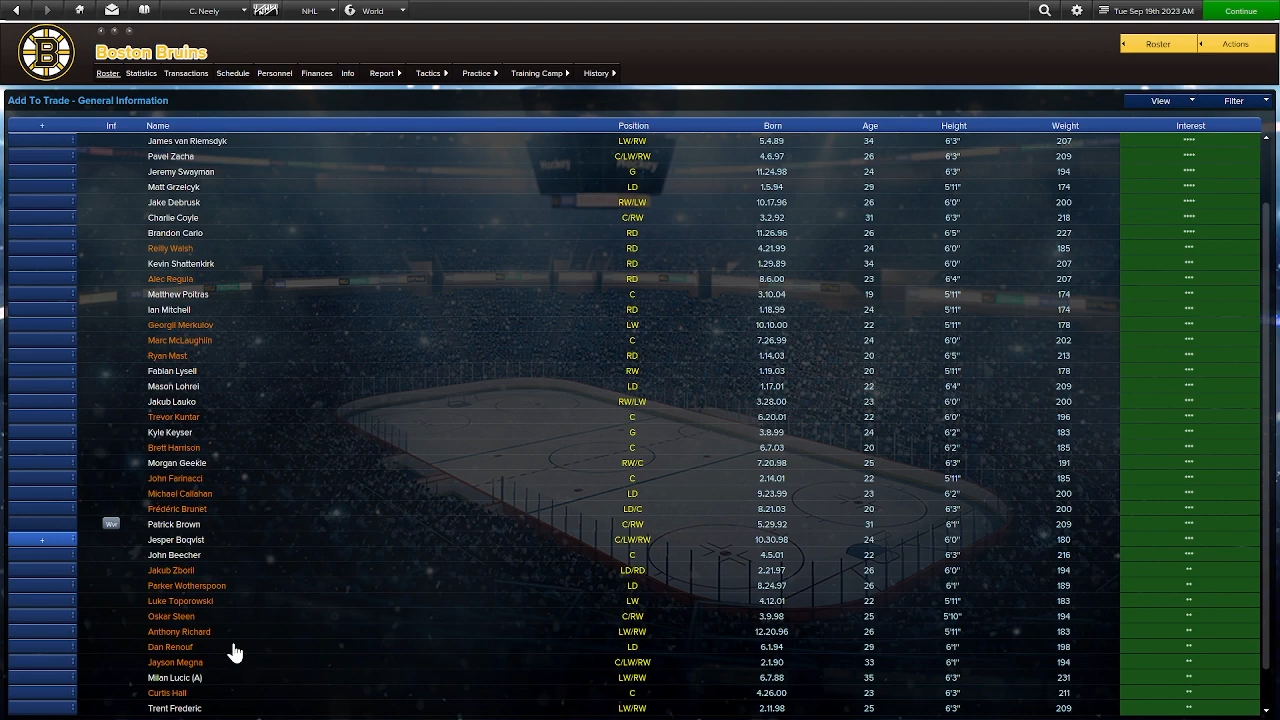 C. Neely NHL World Tue Sep 19th 2023 AM Continue
B Boston Bruins Roster Actions
Roster Statistics Transactions Schedule Personnel Finances Info Report Tactics Practice Training Camp History
Add To Trade - General Information View Filter
+ Inf Name Position Born Age Height Weight Interest
James van Riemsdyk LW/RW 5.4.89 34 6'3" 207 ****
Pavel Zacha C/LW/RW 4.6.97 26 6'3" 209 ****
Jeremy Swayman G 11.24.98 24 6'3" 194 ****
Matt Grzelcyk LD 1.5.94 29 5'11" 174 ****
Jake Debrusk RW/LW 10.17.96 26 6'0" 200 ****
Charlie Coyle C/RW 3.2.92 31 6'3" 218 ****
Brandon Carlo RD 11.26.96 26 6'5" 227 ****
Reilly Walsh RD 4.21.99 24 6'0" 185 ***
Kevin Shattenkirk RD 1.29.89 34 6'0" 207 ***
Alec Regula RD 8.6.00 23 6'4" 207 ***
Matthew Poitras C 3.10.04 19 5'11" 174 ***
Ian Mitchell RD 1.18.99 24 5'11" 174 ***
Georgii Merkulov LW 10.10.00 22 5'11" 178 ***
Marc McLaughlin C 7.26.99 24 6'0" 202 ***
Ryan Mast RD 1.14.03 20 6'5" 213 ***
Fabian Lysell RW 1.19.03 20 5'11" 178 ***
Mason Lohrei LD 1.17.01 22 6'4" 209 ***
Jakub Lauko RW/LW 3.28.00 23 6'0" 200 ***
Trevor Kuntar C 6.20.01 22 6'0" 196 ***
Kyle Keyser G 3.8.99 24 6'2" 183 ***
Brett Harrison C 6.7.03 20 6'2" 185 ***
Morgan Geekie RW/C 7.20.98 25 6'3" 191 ***
John Farinacci C 2.14.01 22 5'11" 185 ***
Michael Callahan LD 9.23.99 23 6'2" 200 ***
Frédéric Brunet LD/C 8.21.03 20 6'3" 200 ***
Wvr Patrick Brown C/RW 5.29.92 31 6'1" 209 ***
+ Jesper Boqvist C/LW/RW 10.30.98 24 6'0" 180 ***
John Beecher C 4.5.01 22 6'3" 216 **
Jakub Zboril LD/RD 2.21.97 26 6'0" 194 **
Parker Wotherspoon LD 8.24.97 26 6'1" 189 **
Luke Toporowski LW 4.12.01 22 5'11" 183 **
Oskar Steen C/RW 3.9.98 25 5'10" 194 **
Anthony Richard LW/RW 12.20.96 26 5'11" 183 **
Dan Renouf LD 6.1.94 29 6'1" 198 **
Jayson Megna C/LW/RW 2.1.90 33 6'1" 194 **
Milan Lucic (A) LW/RW 6.7.88 35 6'3" 231 **
Curtis Hall C 4.26.00 23 6'3" 211 **
Trent Frederic LW/RW 2.11.98 25 6'3" 209 **